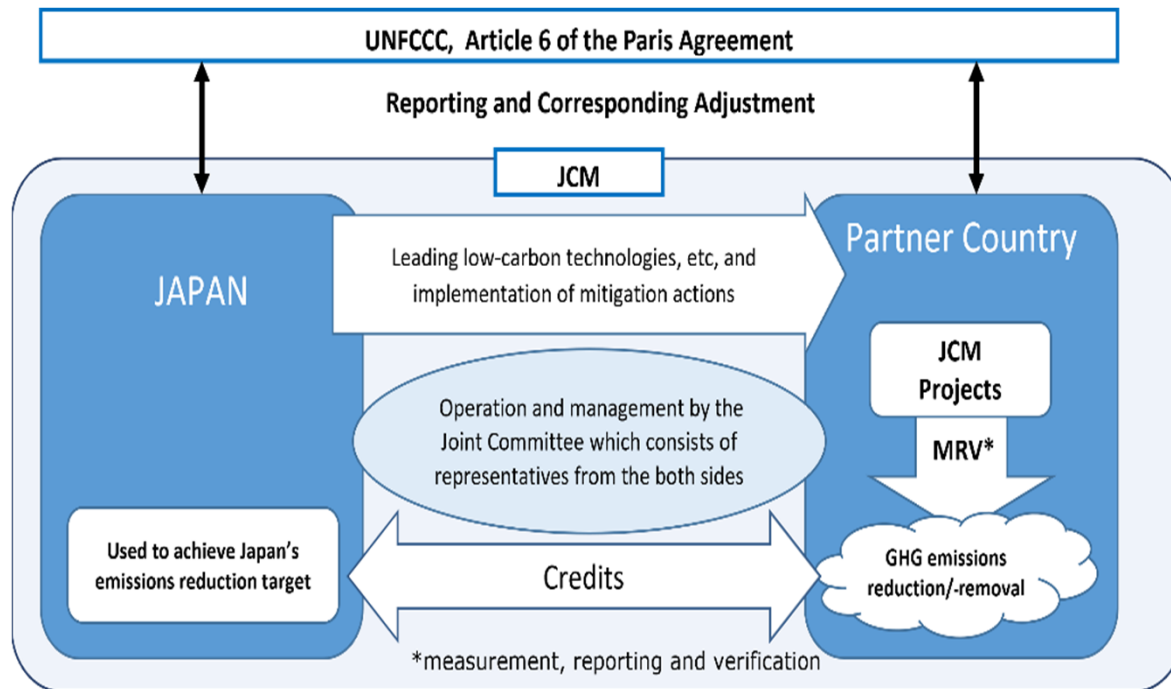 UNFCCC, Article 6 of the Paris Agreement
Reporting and Corresponding Adjustment
JCM
JAPAN
Leading low-carbon technologies, etc, and
implementation of mitigation actions
Partner Country
JCM
Projects
MRV*
Operation and management by the
Joint Committee which consists of
representatives from the both sides
Used to achieve Japan's
emissions reduction target
Credits
GHG emissions
reduction/-removal
*measurement, reporting and verification